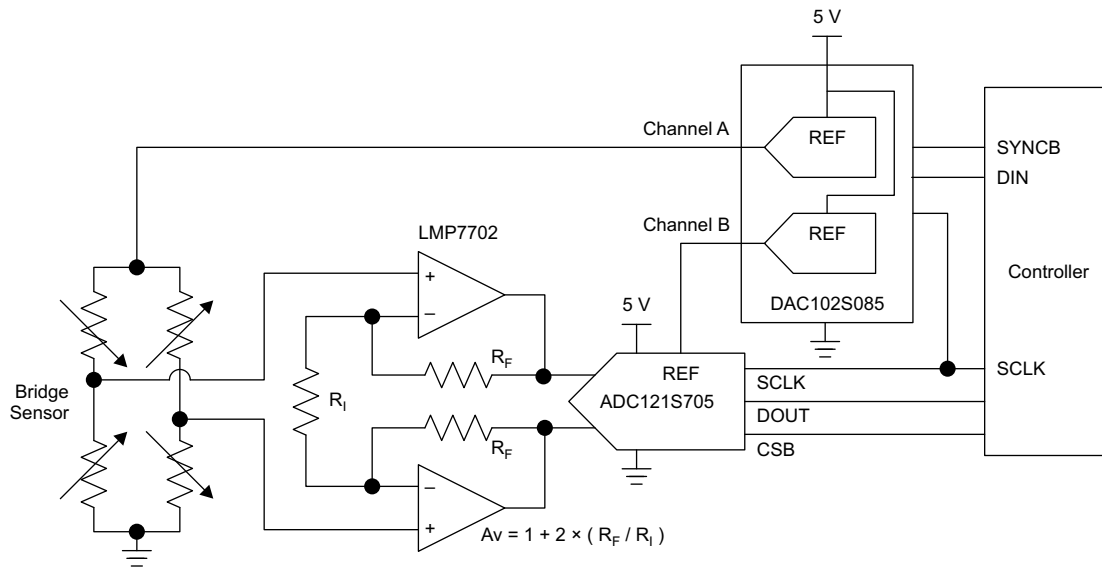 5 V
Channel A
REF
SYNCB
DIN
Channel B
REF
LMP7702
Controller
5 V
DAC102S085
R_F
REF
SCLK
SCLK
Bridge
Sensor
R_I
ADC121S705
DOUT
R_F
CSB
Av = 1 + 2 × ( R_F / R_I )